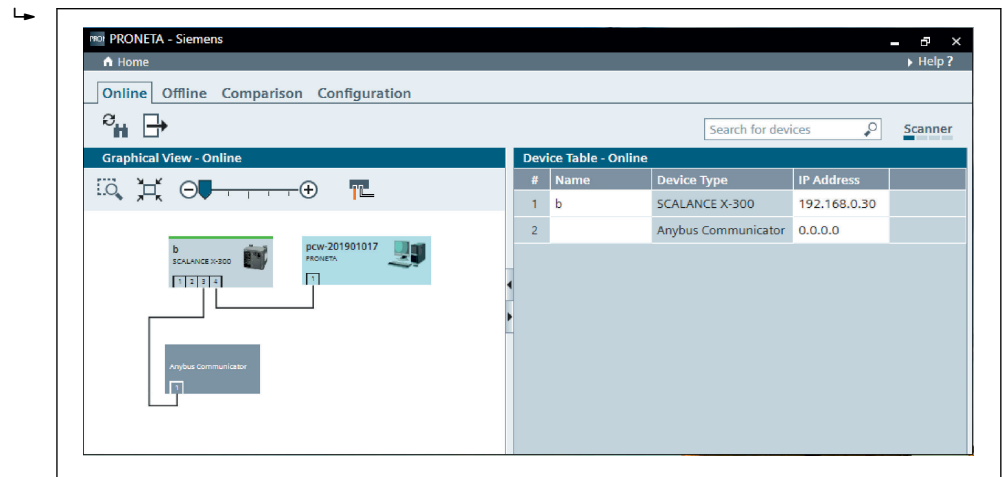 PRONETA - Siemens
Home
Help ?
Online Offline Comparison Configuration
Search for devices
Scanner
Graphical View - Online
Device Table - Online
# Name Device Type IP Address
1 b SCALANCE X-300 192.168.0.30
2 Anybus Communicator 0.0.0.0
b
SCALANCE X-300
1 2 3 4
pcw-201901017
PRONETA
1
Anybus Communicator
1